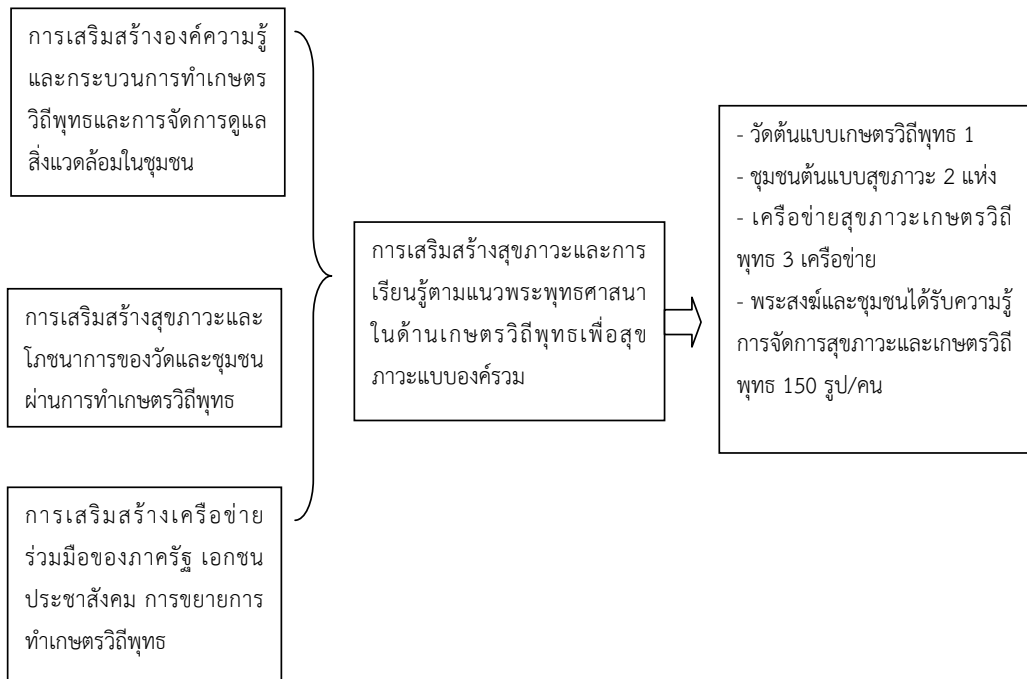 การเสริมสร้างองค์ความรู้
และกระบวนการทำเกษตร
วิถีพุทธและการจัดการดูแล
สิ่งแวดล้อมในชุมชน
การเสริมสร้างสุขภาวะและ
โภชนาการของวัดและชุมชน
ผ่านการทำเกษตรวิถีพุทธ
การเสริมสร้างเครือข่าย
ร่วมมือของภาครัฐ เอกชน
ประชาสังคม การขยายการ
ทำเกษตรวิถีพุทธ
การเสริมสร้างสุขภาวะและการ
เรียนรู้ตามแนวพระพุทธศาสนา
ในด้านเกษตรวิถีพุทธเพื่อสุข
ภาวะแบบองค์รวม
- วัดต้นแบบเกษตรวิถีพุทธ 1
- ชุมชนต้นแบบสุขภาวะ 2 แห่ง
- เครือข่ายสุขภาวะเกษตรวิถี
พุทธ 3 เครือข่าย
- พระสงฆ์และชุมชนได้รับความรู้
การจัดการสุขภาวะและเกษตรวิถี
พุทธ 150 รูป/คน